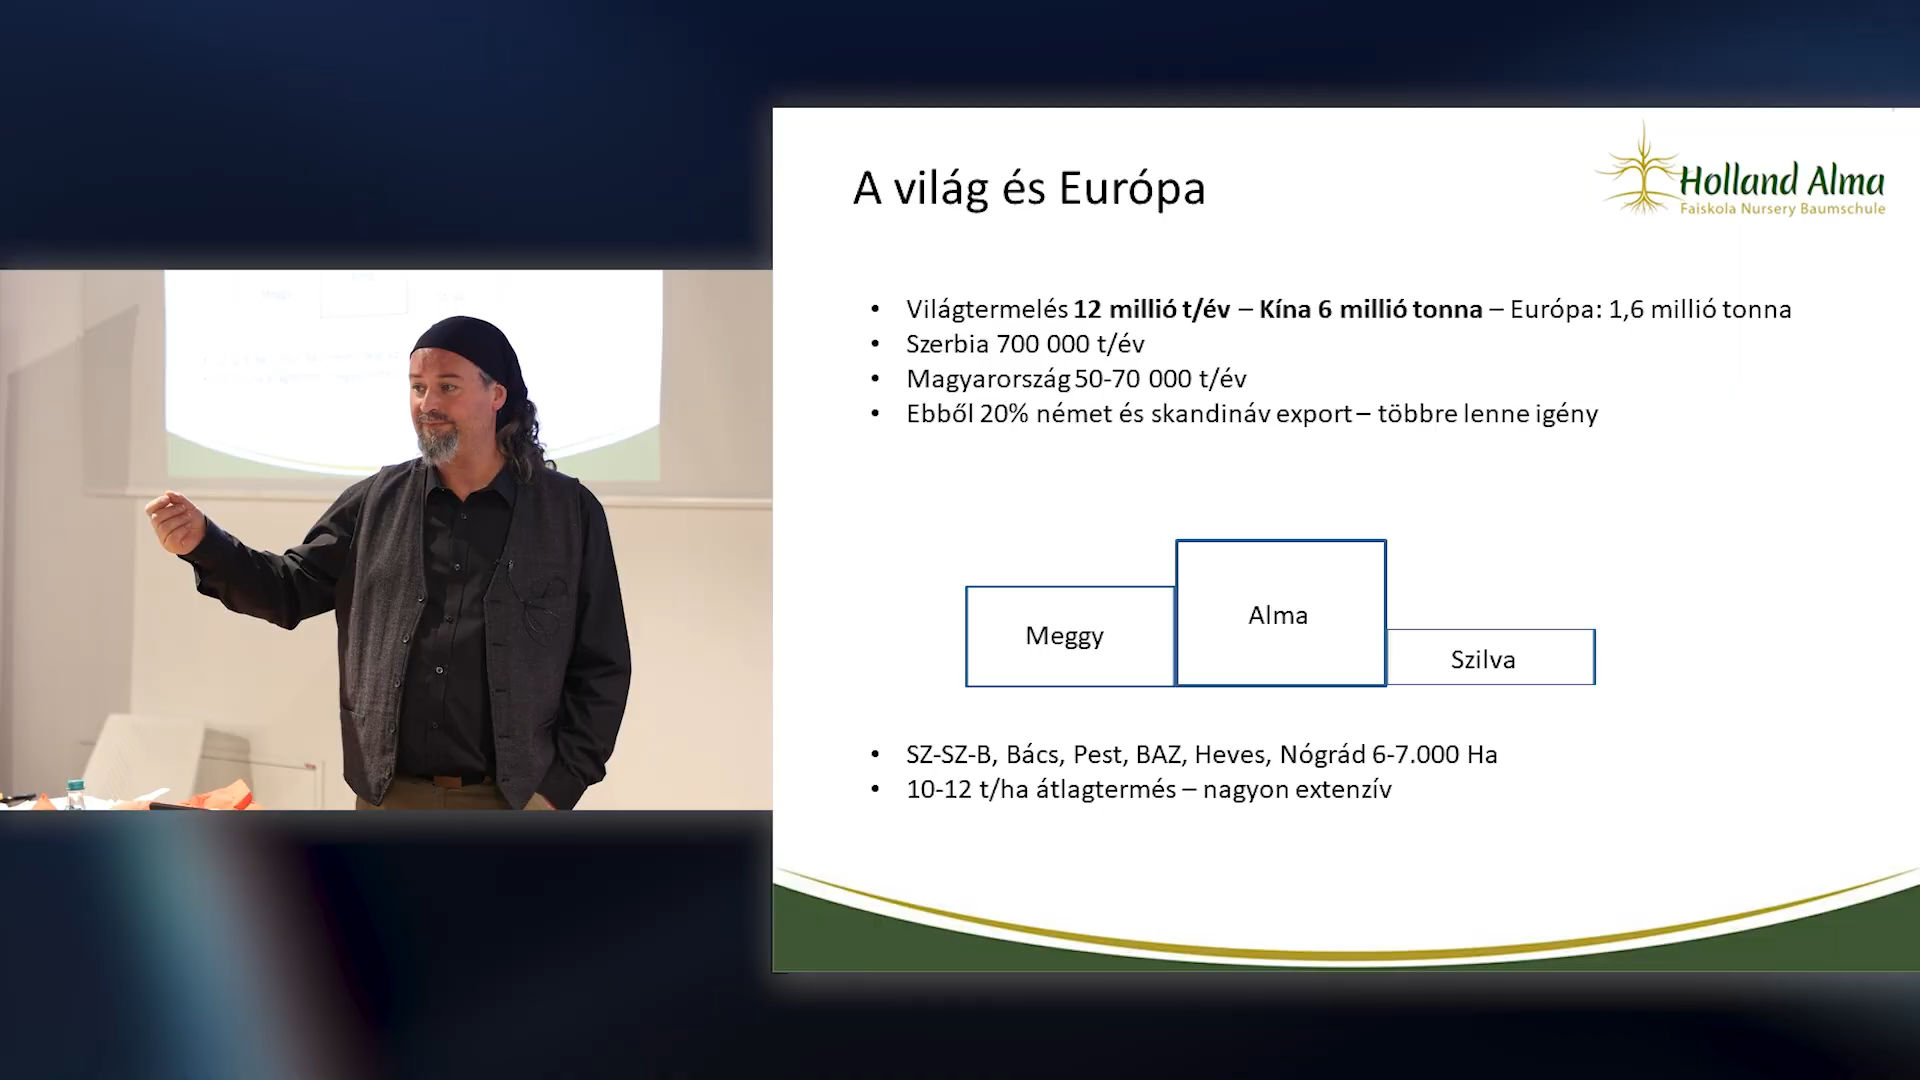 A világ és Európa
Holland Alma
Faiskola Nursery Baumschule
• Világtermelés 12 millió t/év – Kína 6 millió tonna – Európa: 1,6 millió tonna
• Szerbia 700 000 t/év
• Magyarország 50-70 000 t/év
• Ebből 20% német és skandináv export – többre lenne igény
Meggy
Alma
Szilva
• SZ-SZ-B, Bács, Pest, BAZ, Heves, Nógrád 6-7.000 Ha
• 10-12 t/ha átlagtermés – nagyon extenzív